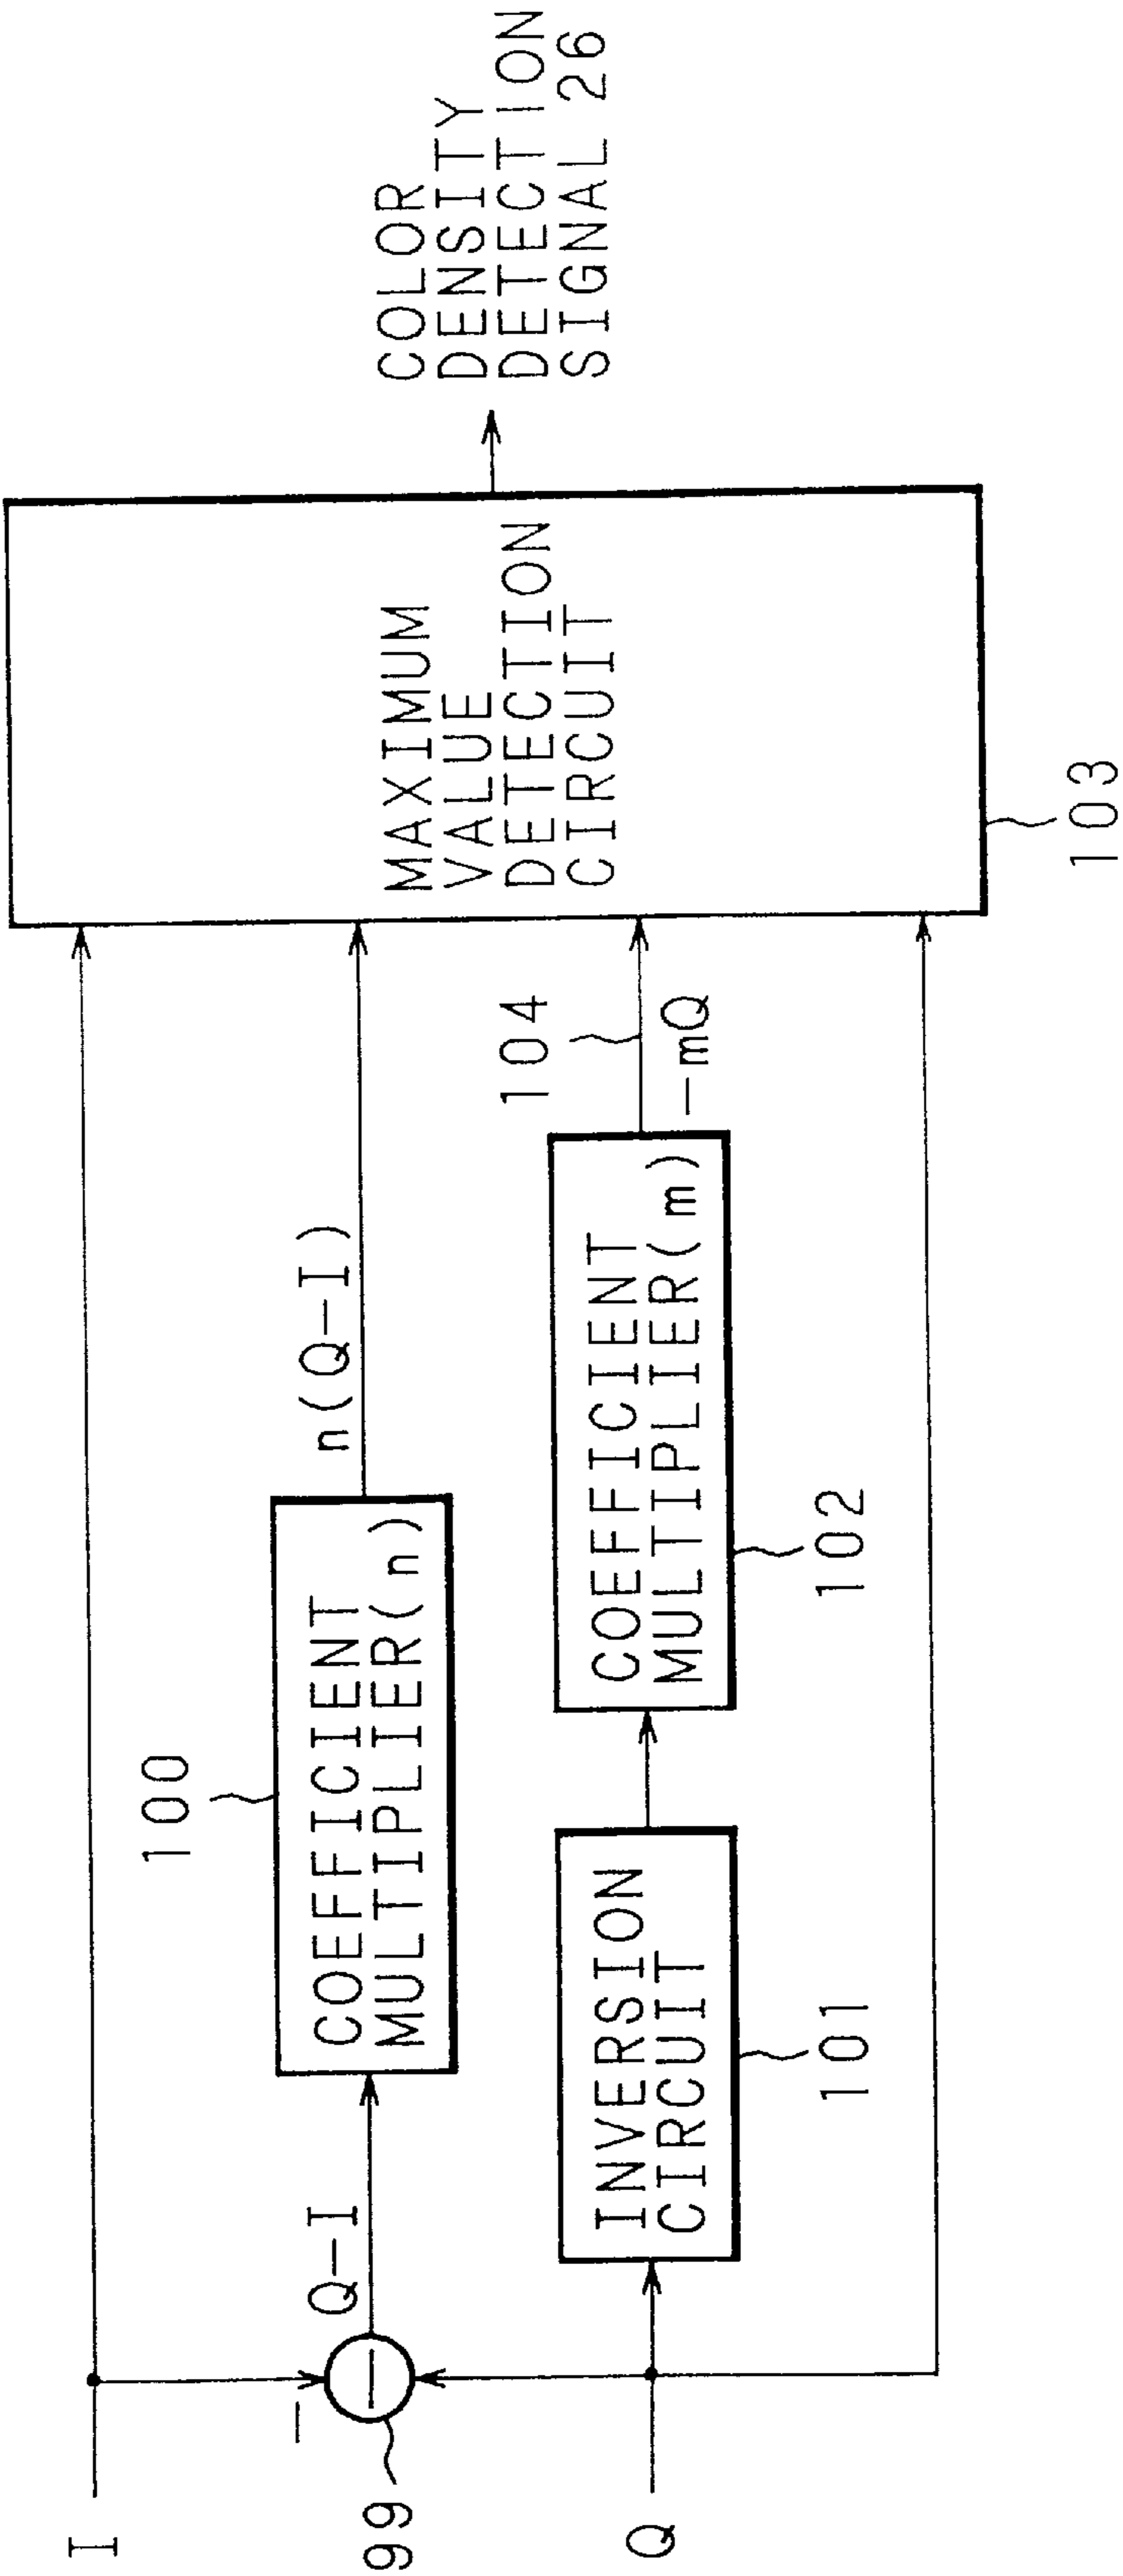 I
99
—
Q—I
100
COEFFICIENT
MULTIPLIER(n)
n(Q—I)
Q
INVERSION
CIRCUIT
101
COEFFICIENT
MULTIPLIER(m)
102
104
—mQ
MAXIMUM
VALUE
DETECTION
CIRCUIT
103
COLOR
DENSITY
DETECTION
SIGNAL 26